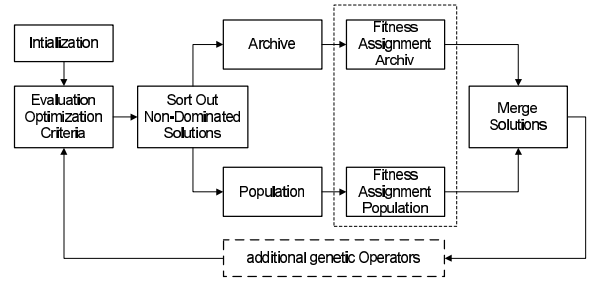 Intialization
Evaluation
Optimization
Criteria
Sort Out
Non-Dominated
Solutions
Archive
Fitness
Assignment
Archiv
Population
Fitness
Assignment
Population
Merge
Solutions
additional genetic Operators